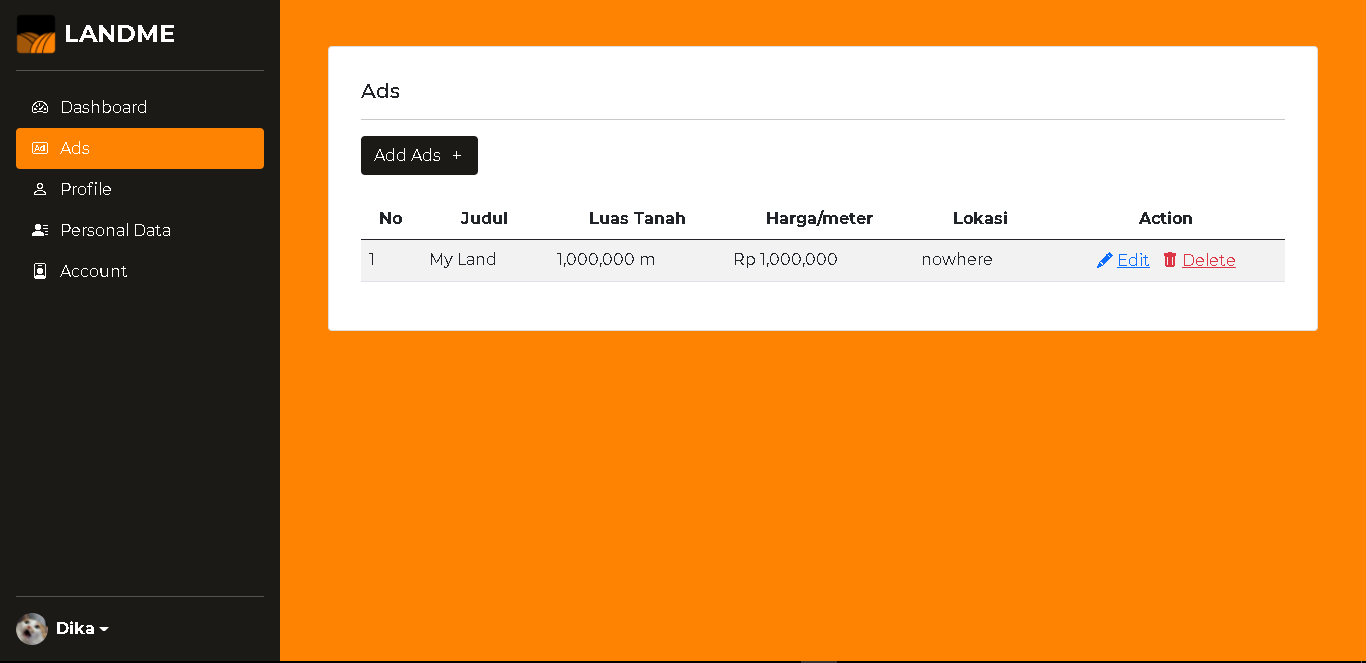 LANDME
Dashboard
Ad Ads
Profile
Personal Data
Account
Dika
Ads
Add Ads +
No Judul Luas Tanah Harga/meter Lokasi Action
1 My Land 1,000,000 m Rp 1,000,000 nowhere Edit Delete